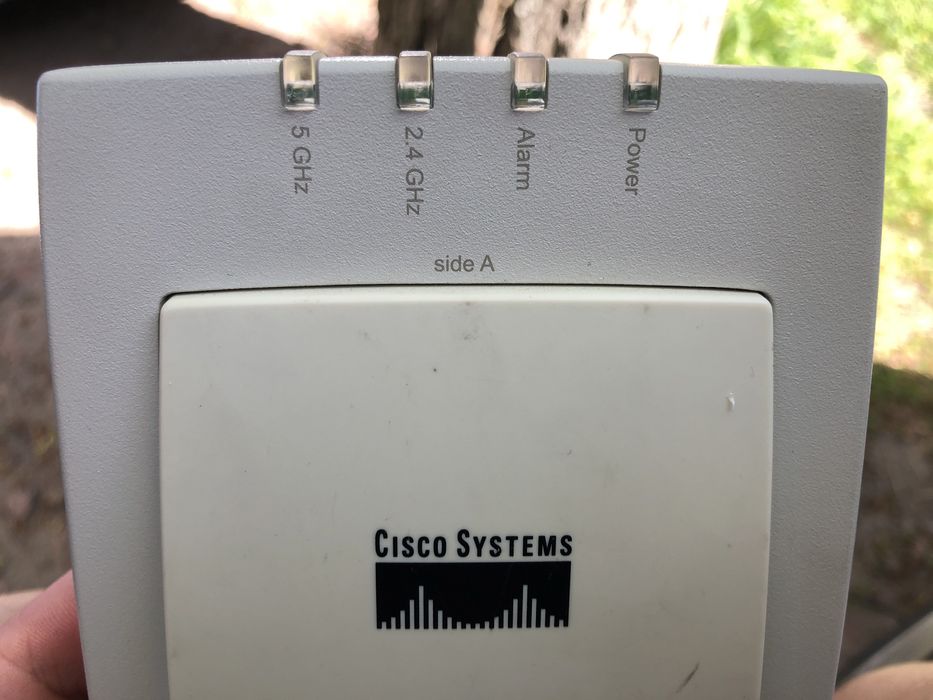 5 GHz
2.4 GHz
Alarm
Power
side A
CISCO SYSTEMS